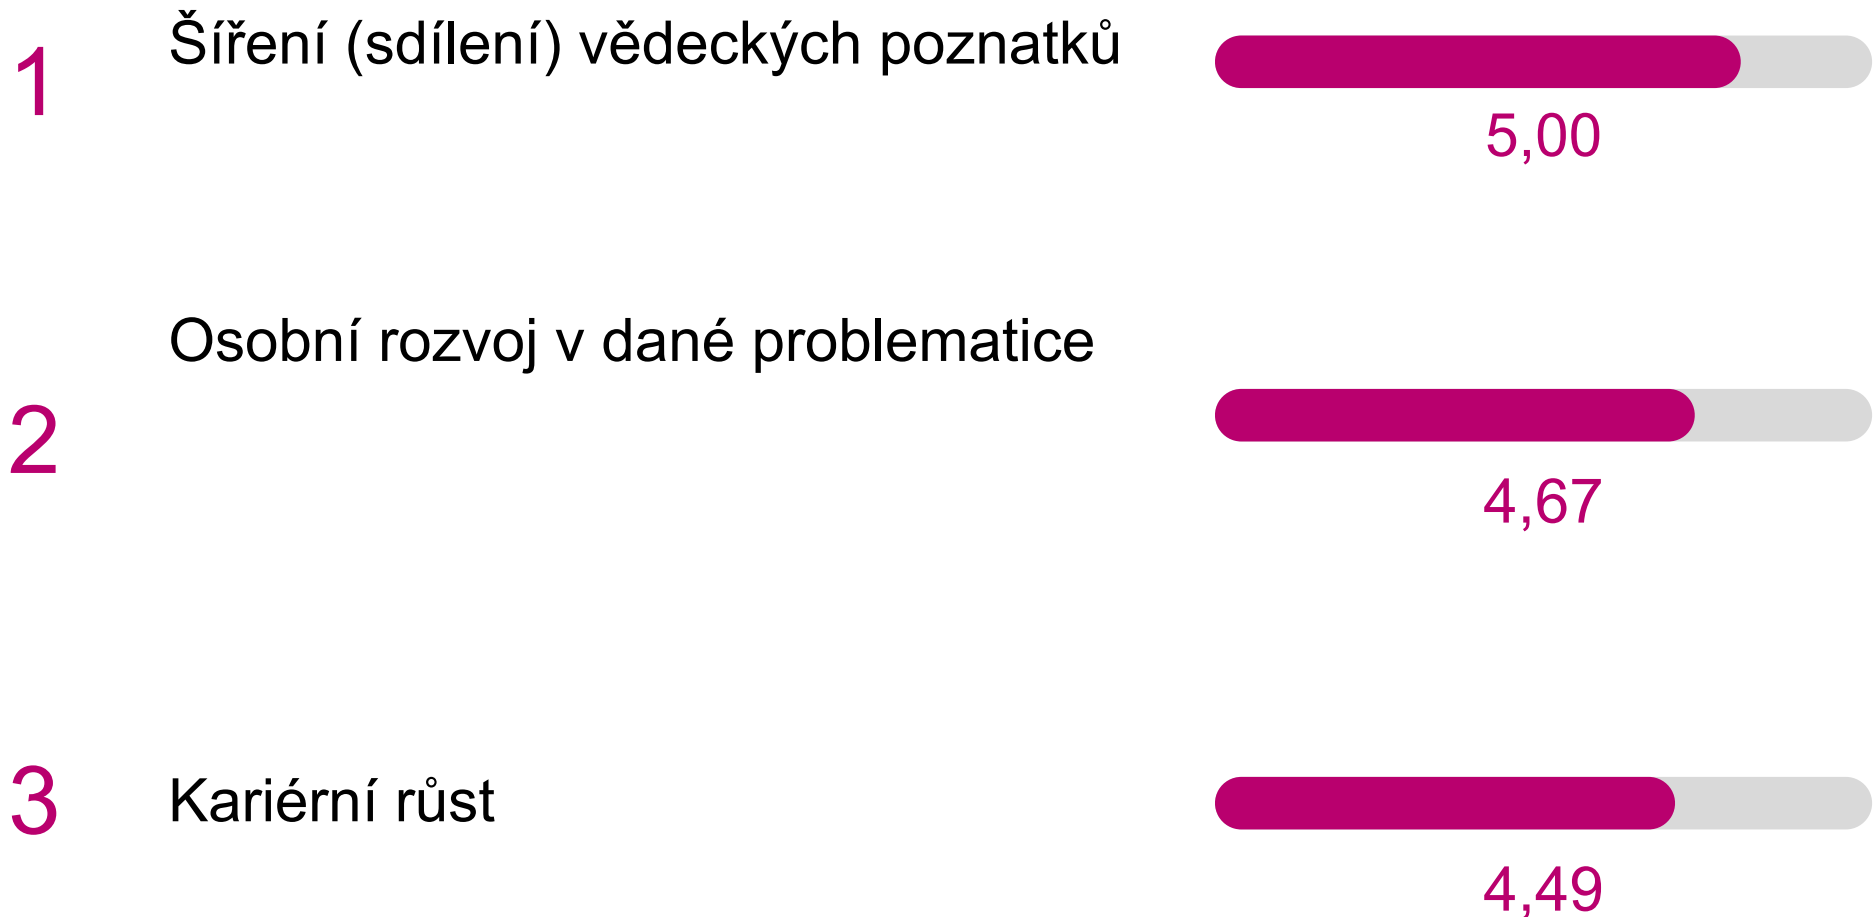 1
Šíření (sdílení) vědeckých poznatků
5,00
Osobní rozvoj v dané problematice
2
4,67
3
Kariérní růst
4,49